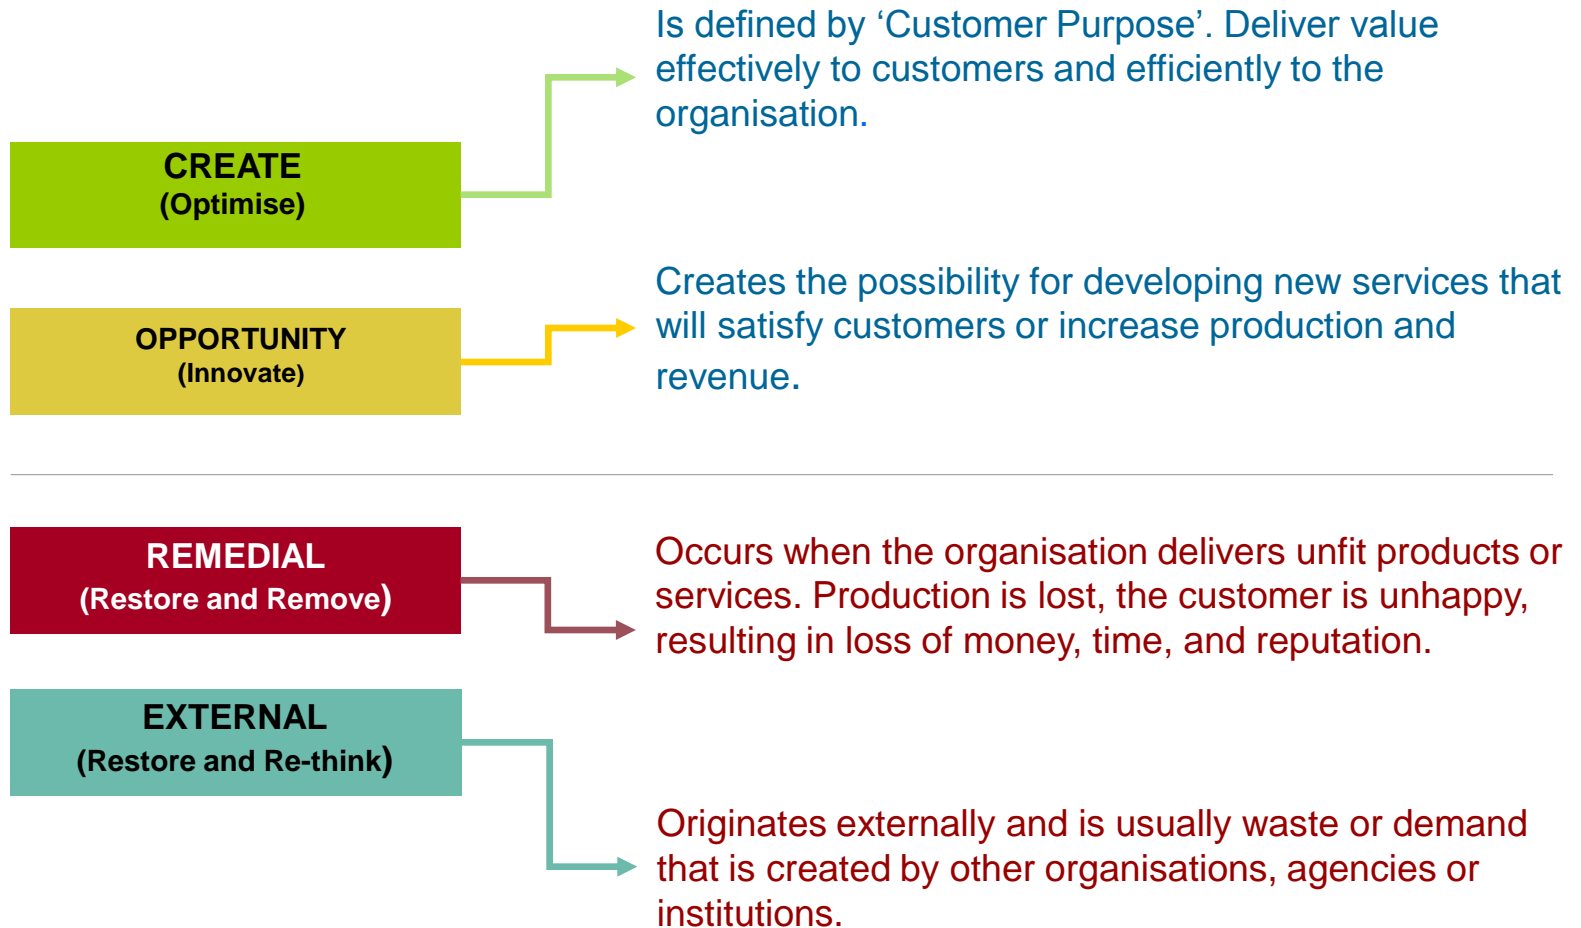 Is defined by ‘Customer Purpose’. Deliver value
effectively to customers and efficiently to the
organisation.
CREATE
(Optimise)
Creates the possibility for developing new services that
will satisfy customers or increase production and
revenue.
OPPORTUNITY
(Innovate)
REMEDIAL
(Restore and Remove)
Occurs when the organisation delivers unfit products or
services. Production is lost, the customer is unhappy,
resulting in loss of money, time, and reputation.
EXTERNAL
(Restore and Re-think)
Originates externally and is usually waste or demand
that is created by other organisations, agencies or
institutions.